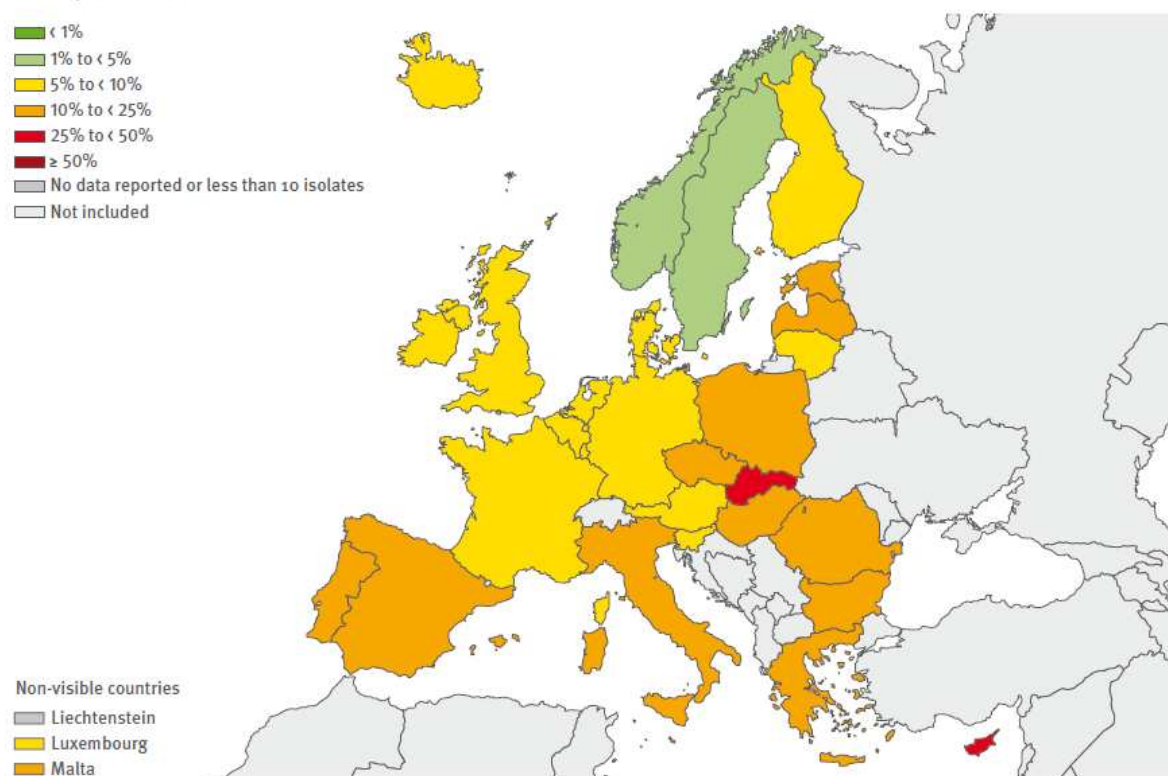 < 1%
1% to < 5%
5% to < 10%
10% to < 25%
25% to < 50%
≥ 50%
No data reported or less than 10 isolates
Not included
Non-visible countries
Liechtenstein
Luxembourg
Malta